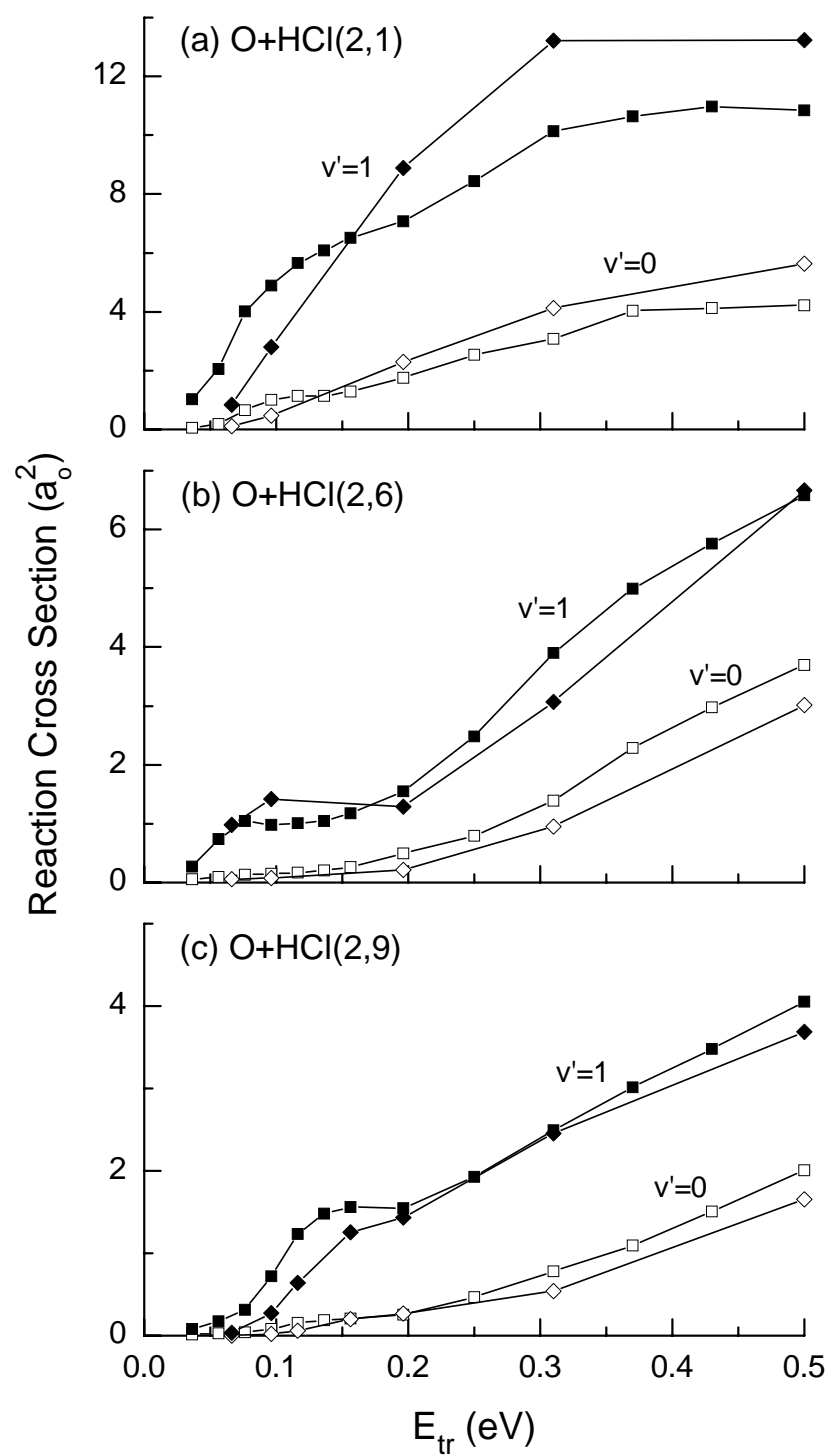 (a) O+HCl(2,1)
12
v'=1
8
v'=0
4
0
(b) O+HCl(2,6)
6
v'=1
4
v'=0
2
0
(c) O+HCl(2,9)
4
v'=1
2
v'=0
0
0.0 0.1 0.2 0.3 0.4 0.5
E_tr (eV)
Reaction Cross Section (a_o^2)